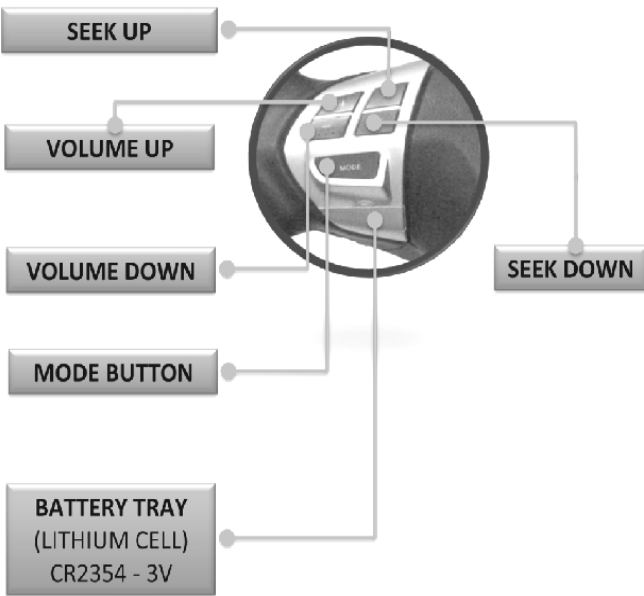 SEEK UP
VOLUME UP
MODE
VOLUME DOWN
SEEK DOWN
MODE BUTTON
BATTERY TRAY
(LITHIUM CELL)
CR2354 - 3V